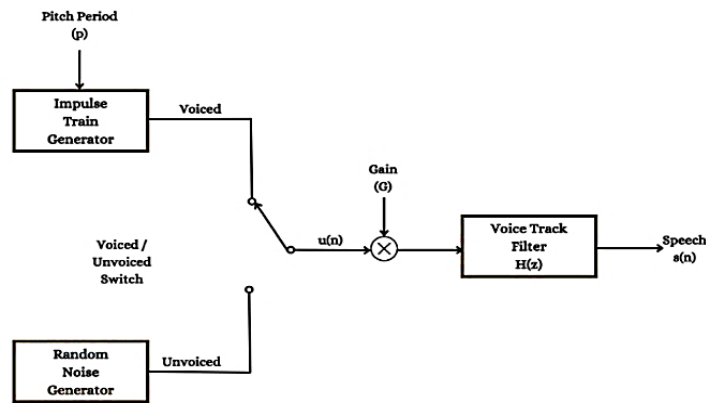 Pitch Period
(p)
Impulse
Train
Generator
Voiced
Gain
(G)
Voiced /
Unvoiced
Switch
u(n)
Voice Track
Filter
H(z)
Speech
s(n)
Random
Noise
Generator
Unvoiced